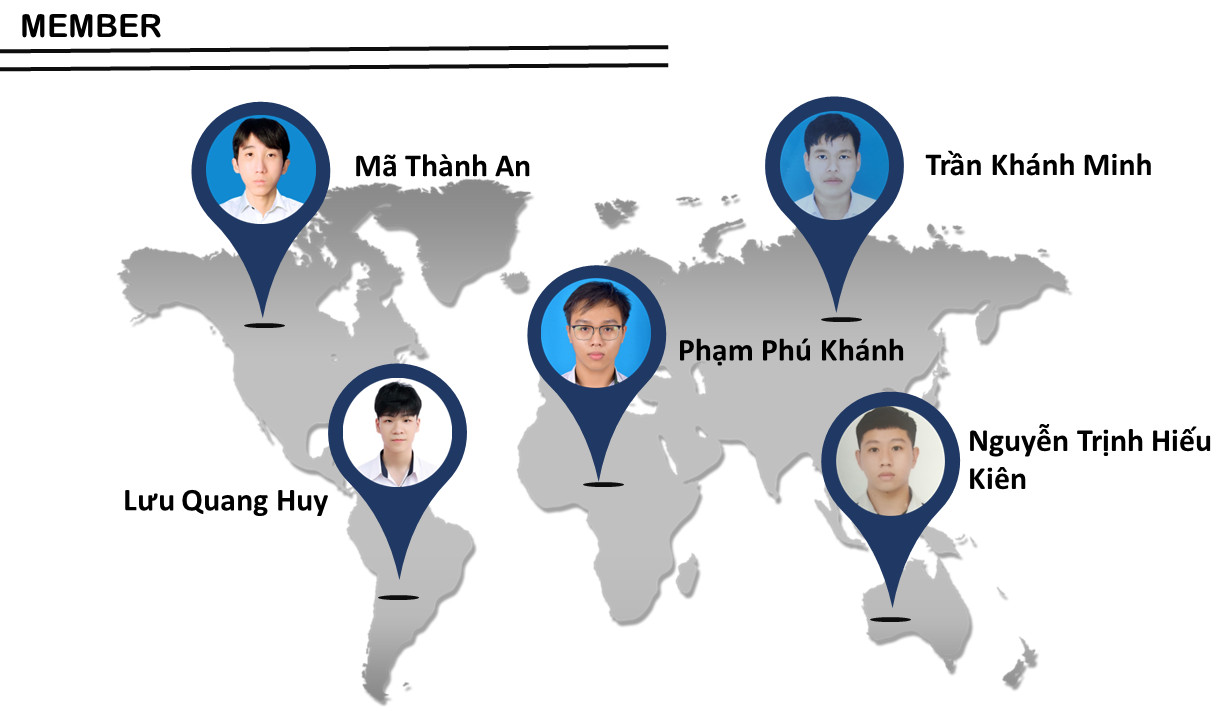 MEMBER
Mã Thành An
Trần Khánh Minh
Phạm Phú Khánh
Nguyễn Trịnh Hiếu
Kiên
Lưu Quang Huy